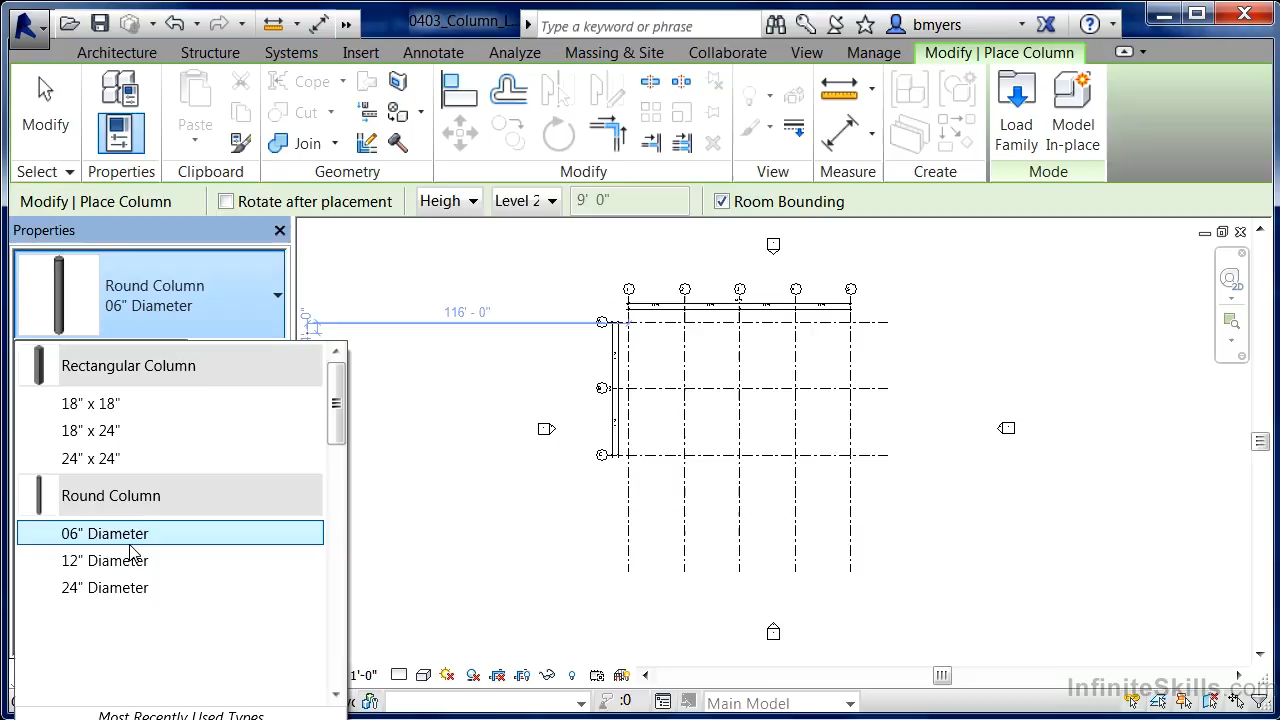 0403_Column_L
Type a keyword or phrase
bmyers
Architecture Structure Systems Insert Annotate Analyze Massing & Site Collaborate View Manage Modify | Place Column
Modify
Paste
Cope
Cut
Join
Load Family
Model In-place
Select Properties Clipboard Geometry Modify View Measure Create Mode
Modify | Place Column Rotate after placement Heigh Level 2 9' 0" Room Bounding
Properties
Round Column
06" Diameter
116' - 0"
Rectangular Column
18" x 18"
18" x 24"
24" x 24"
Round Column
06" Diameter
12" Diameter
24" Diameter
Most Recently Used Types
1'-0"
2D
:0
Main Model
InfiniteSkills.com